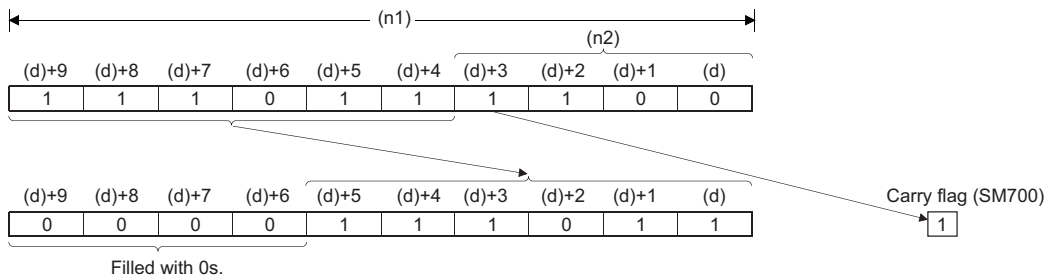 (n1)
(n2)
(d)+9 (d)+8 (d)+7 (d)+6 (d)+5 (d)+4 (d)+3 (d)+2 (d)+1 (d)
1 1 1 0 1 1 1 1 0 0
(d)+9 (d)+8 (d)+7 (d)+6 (d)+5 (d)+4 (d)+3 (d)+2 (d)+1 (d) Carry flag (SM700)
0 0 0 0 1 1 1 0 1 1 1
Filled with 0s.